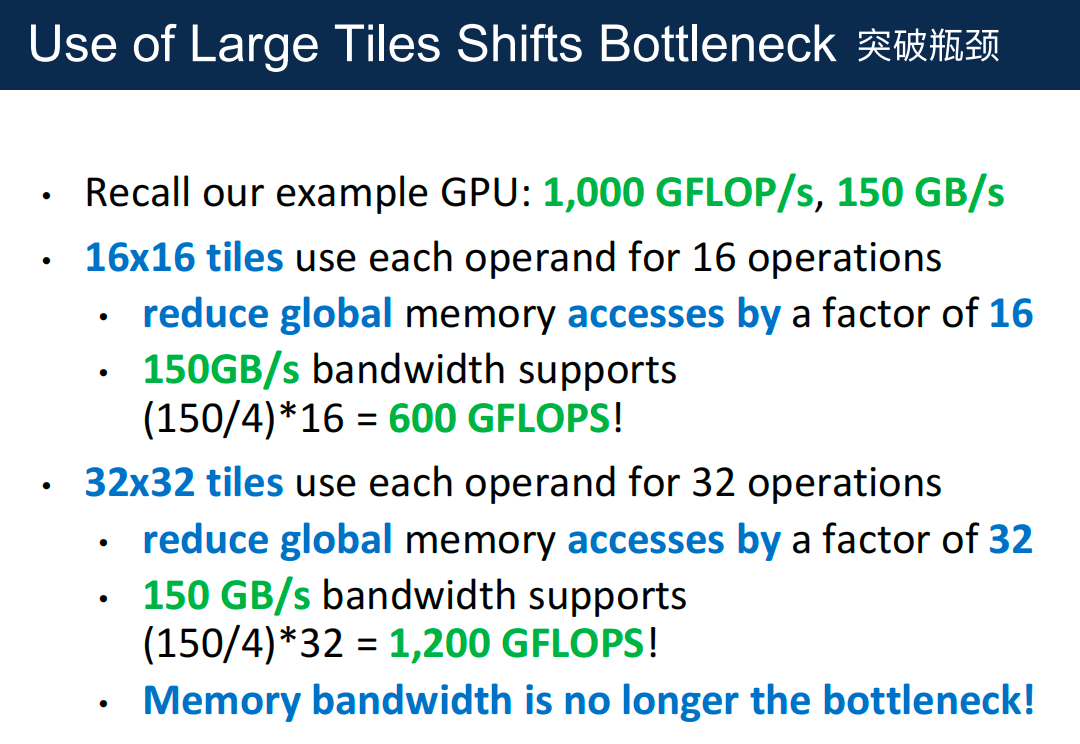 Use of Large Tiles Shifts Bottleneck 突破瓶颈
• Recall our example GPU: 1,000 GFLOP/s, 150 GB/s
• 16x16 tiles use each operand for 16 operations
• reduce global memory accesses by a factor of 16
• 150GB/s bandwidth supports
(150/4)*16 = 600 GFLOPS!
• 32x32 tiles use each operand for 32 operations
• reduce global memory accesses by a factor of 32
• 150 GB/s bandwidth supports
(150/4)*32 = 1,200 GFLOPS!
• Memory bandwidth is no longer the bottleneck!